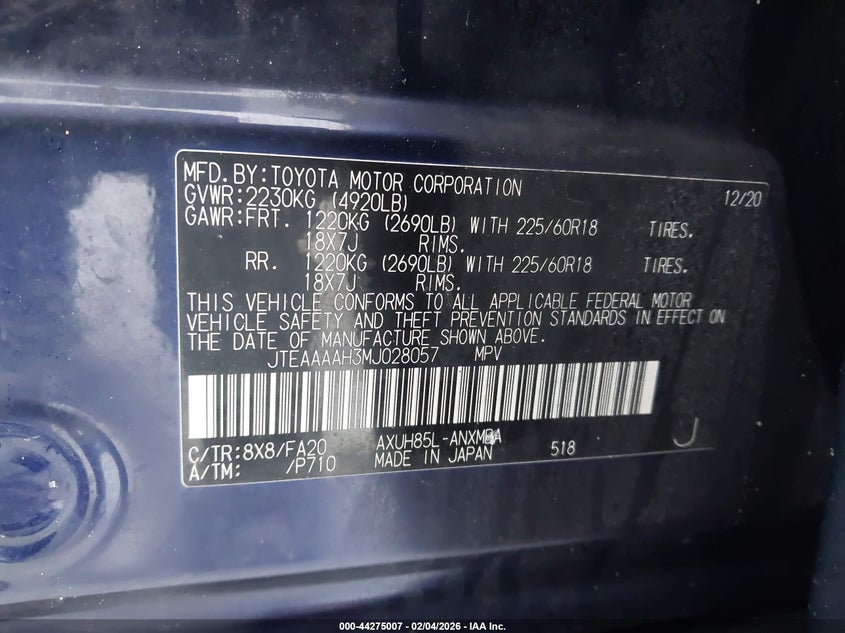 MFD.BY:TOYOTA MOTOR CORPORATION 12/20
GVWR:2230KG (4920LB)
GAWR:FRT. 1220KG (2690LB) WITH 225/60R18 TIRES.
18X7J RIMS.
RR. 1220KG (2690LB) WITH 225/60R18 TIRES.
18X7J RIMS.
THIS VEHICLE CONFORMS TO ALL APPLICABLE FEDERAL MOTOR
VEHICLE SAFETY AND THEFT PREVENTION STANDARDS IN EFFECT ON
THE DATE OF MANUFACTURE SHOWN ABOVE.
JTEAAAAH3MJ028057 MPV
C/TR:8X8/FA20 AXUH85L-ANXMBA 518 J
A/TM: /P710 MADE IN JAPAN
000-44275007 - 02/04/2026 - IAA Inc.